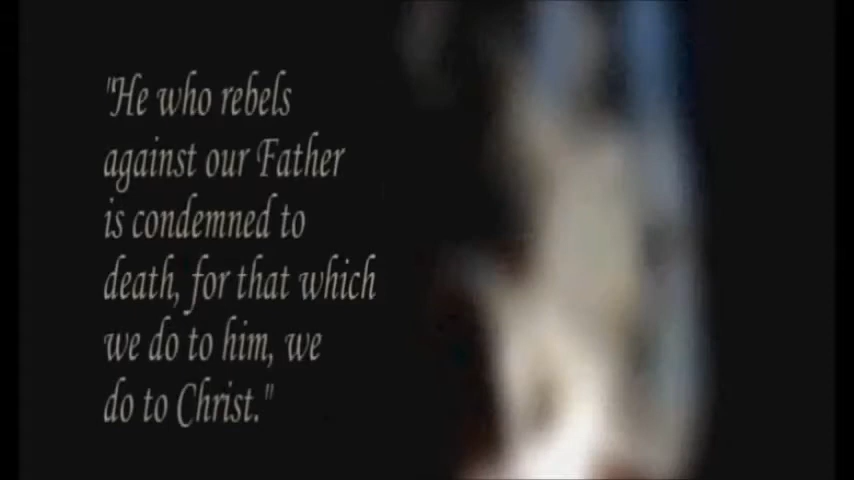 "He who rebels
against our Father
is condemned to
death, for that which
we do to him, we
do to Christ."